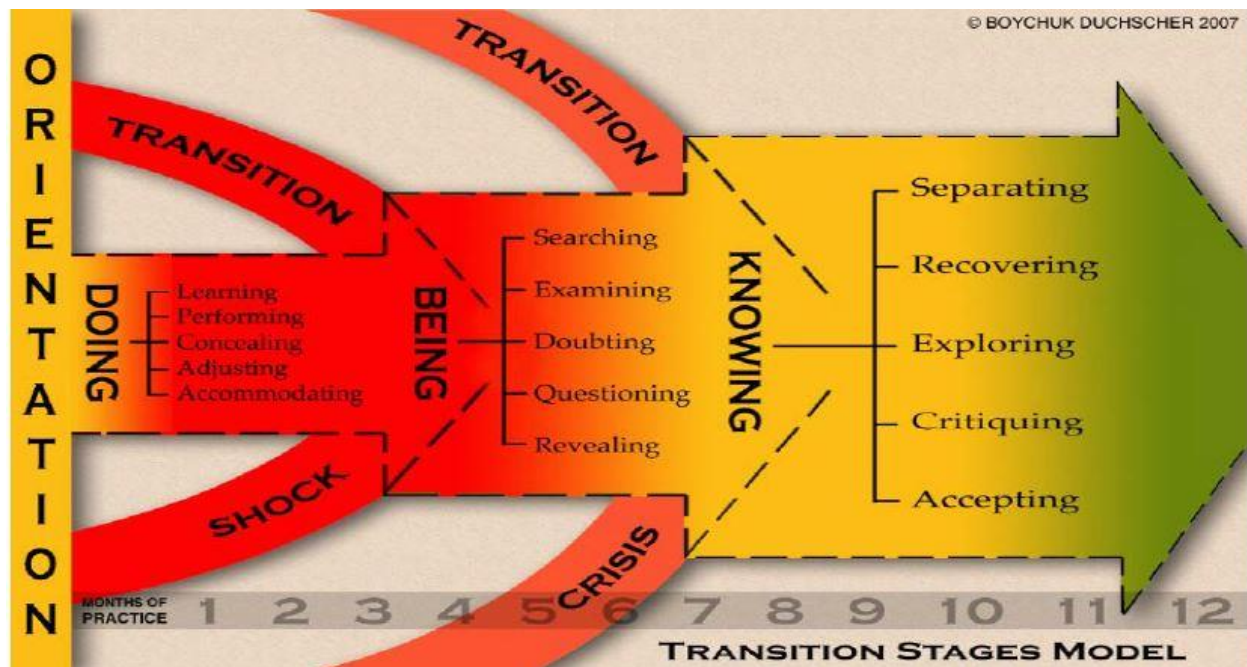 © BOYCHUK DUCHSCHER 2007
ORIENTATION
TRANSITION
SHOCK
DOING
Learning
Performing
Concealing
Adjusting
Accommodating
TRANSITION
CRISIS
BEING
Searching
Examining
Doubting
Questioning
Revealing
KNOWING
Separating
Recovering
Exploring
Critiquing
Accepting
MONTHS OF
PRACTICE
1 2 3 4 5 6 7 8 9 10 11 12
TRANSITION STAGES MODEL